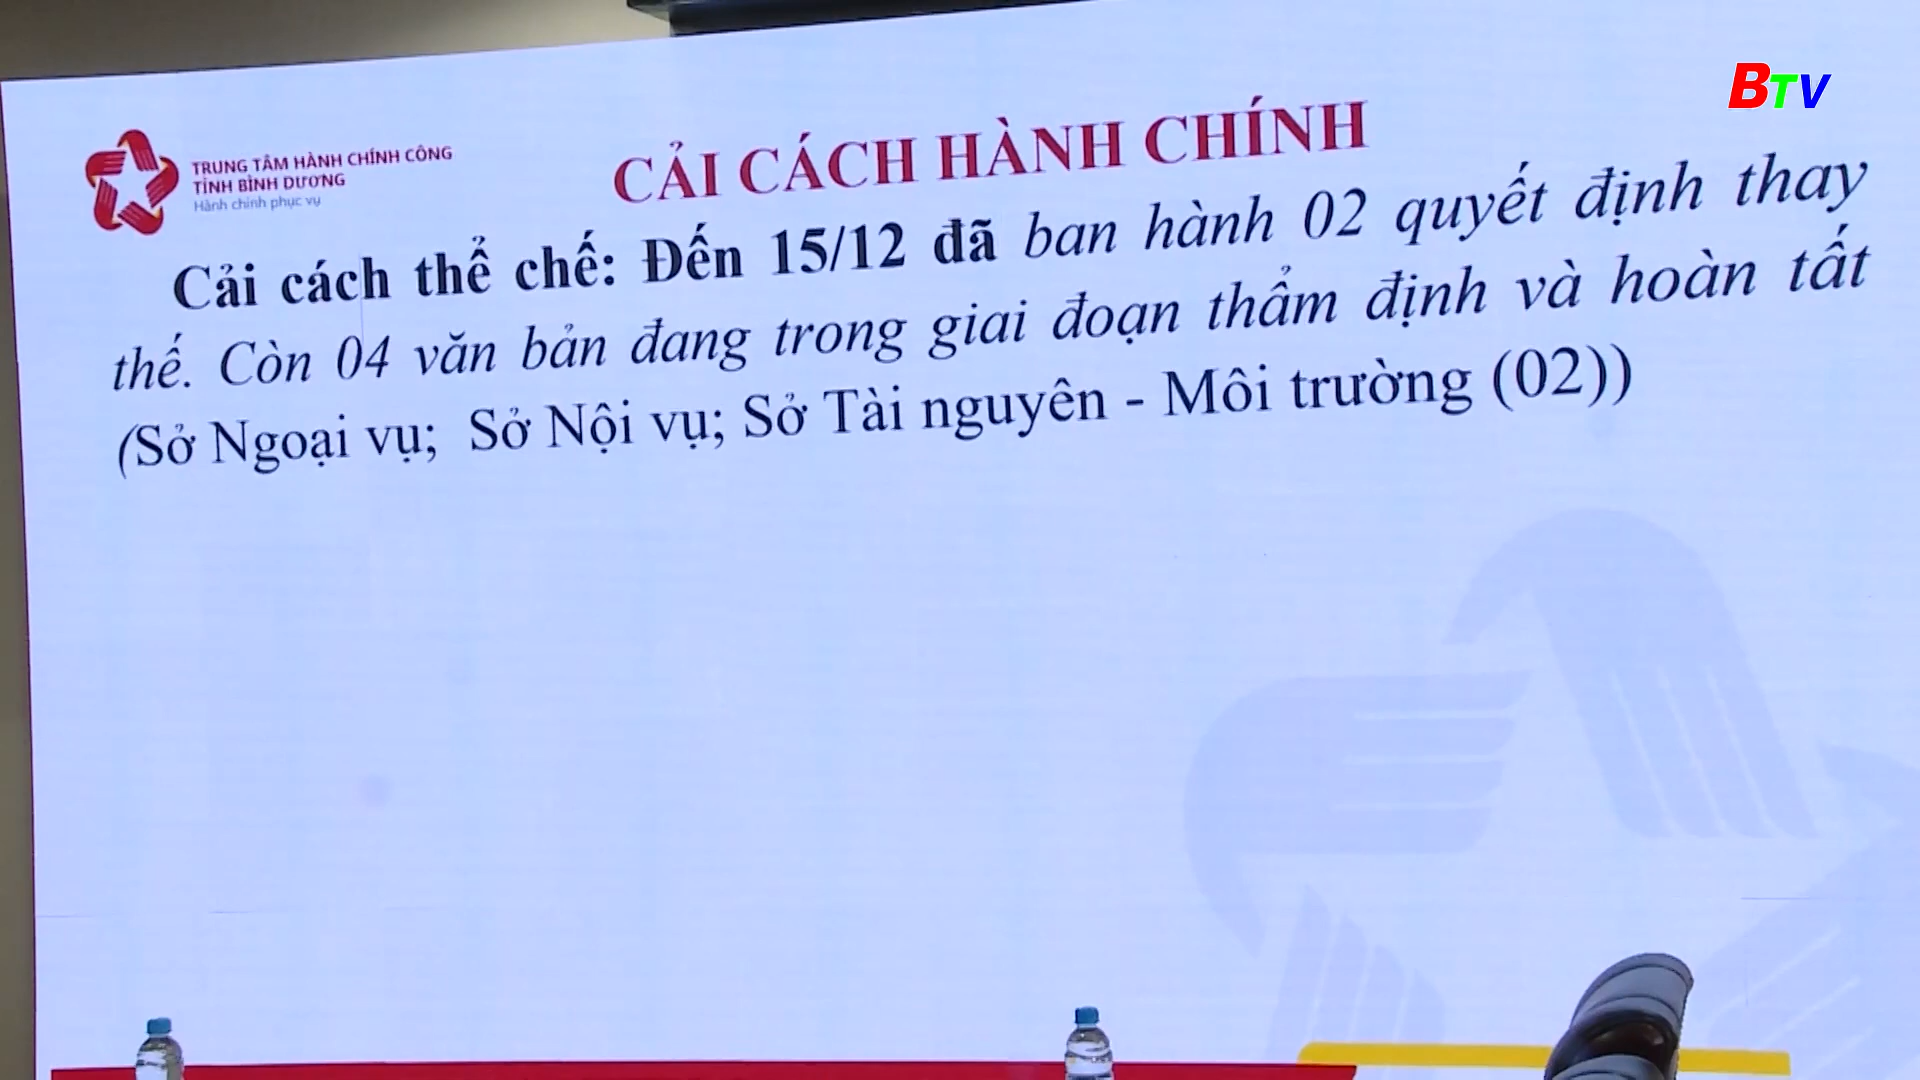 BTV
TRUNG TÂM HÀNH CHÍNH CÔNG
TỈNH BÌNH DƯƠNG
Hành chính phục vụ
CẢI CÁCH HÀNH CHÍNH
Cải cách thể chế: Đến 15/12 đã ban hành 02 quyết định thay
thế. Còn 04 văn bản đang trong giai đoạn thẩm định và hoàn tất
(Sở Ngoại vụ; Sở Nội vụ; Sở Tài nguyên - Môi trường (02))